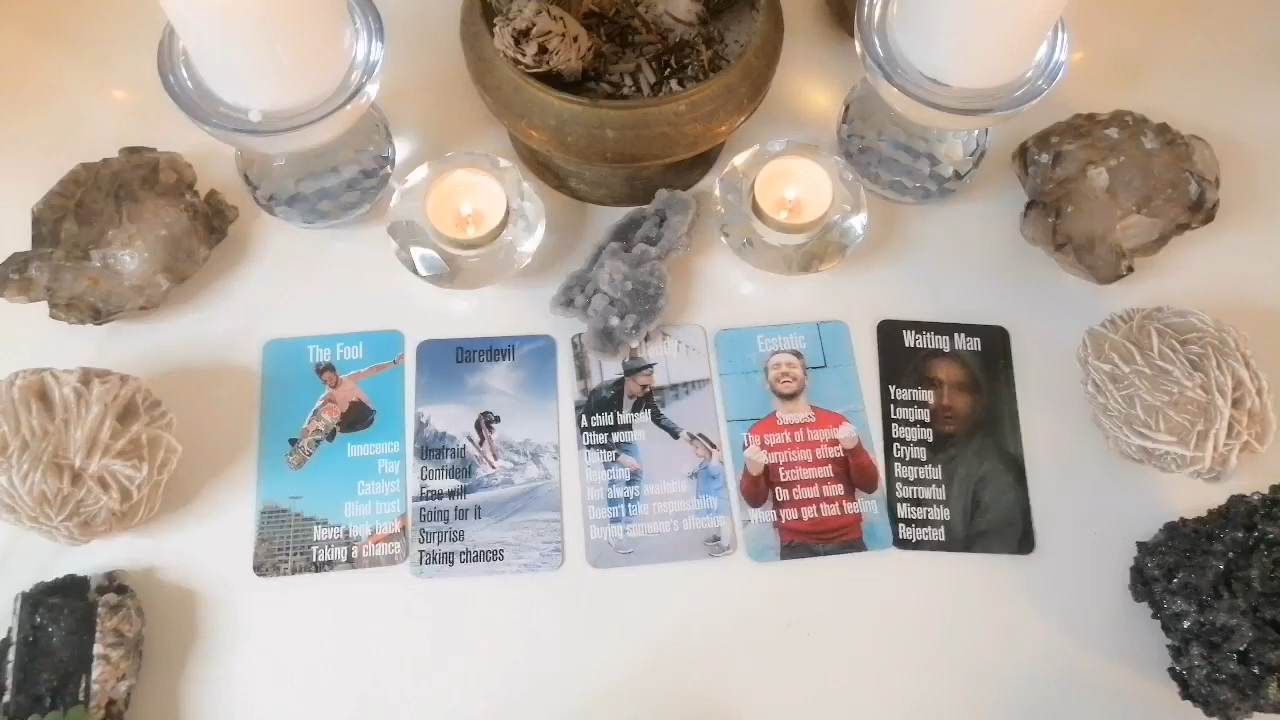 The Fool
Innocence
Play
Catalyst
Blind trust
Never look back
Taking a chance
Daredevil
Unafraid
Confident
Free will
Going for it
Surprise
Taking chances
A child himself
Other women
Quitter
Rejecting
Not always available
Doesn't take responsibility
Buying someone's affection
Ecstatic
Success
The spark of happiness
Surprising effect
Excitement
On cloud nine
When you get that feeling
Waiting Man
Yearning
Longing
Begging
Crying
Regretful
Sorrowful
Miserable
Rejected